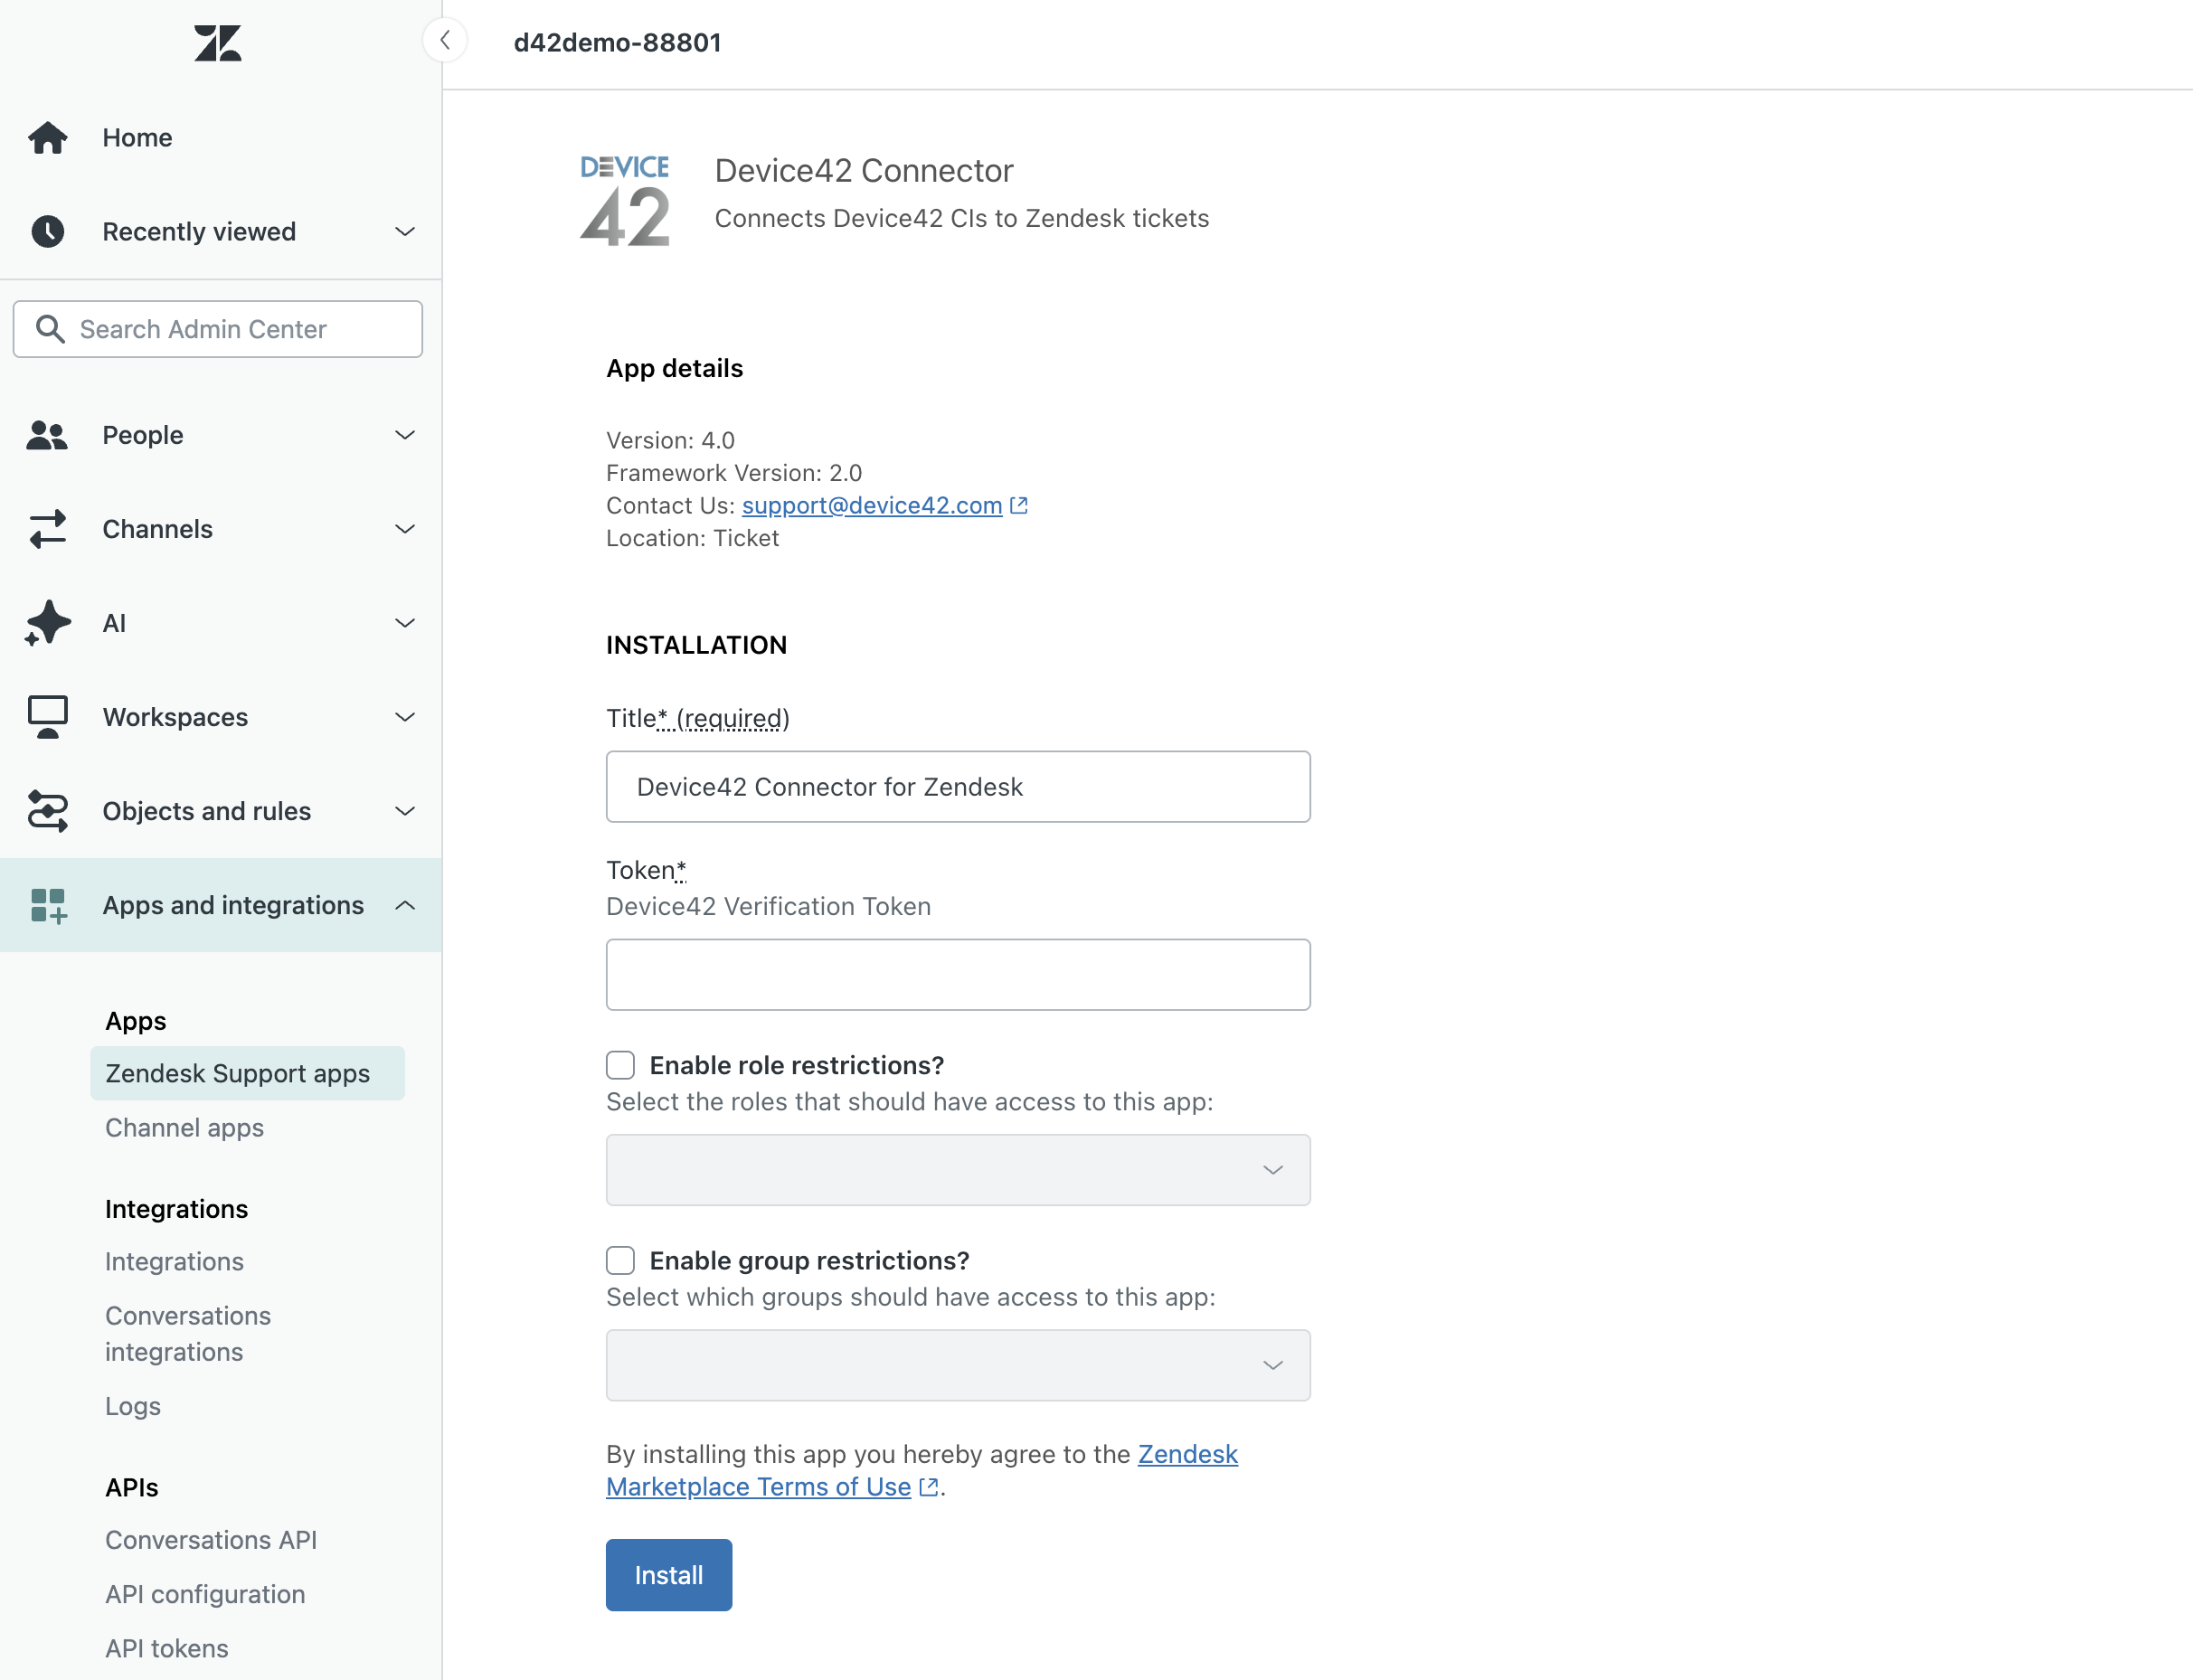 Home
Recently viewed
Search Admin Center
People
Channels
AI
Workspaces
Objects and rules
Apps and integrations
Apps
Zendesk Support apps
Channel apps
Integrations
Integrations
Conversations
integrations
Logs
APIs
Conversations API
API configuration
API tokens
d42demo-88801
DEVICE
42
Device42 Connector
Connects Device42 CIs to Zendesk tickets
App details
Version: 4.0
Framework Version: 2.0
Contact Us: support@device42.com
Location: Ticket
INSTALLATION
Title* (required)
Device42 Connector for Zendesk
Token*
Device42 Verification Token
Enable role restrictions?
Select the roles that should have access to this app:
Enable group restrictions?
Select which groups should have access to this app:
By installing this app you hereby agree to the Zendesk
Marketplace Terms of Use.
Install